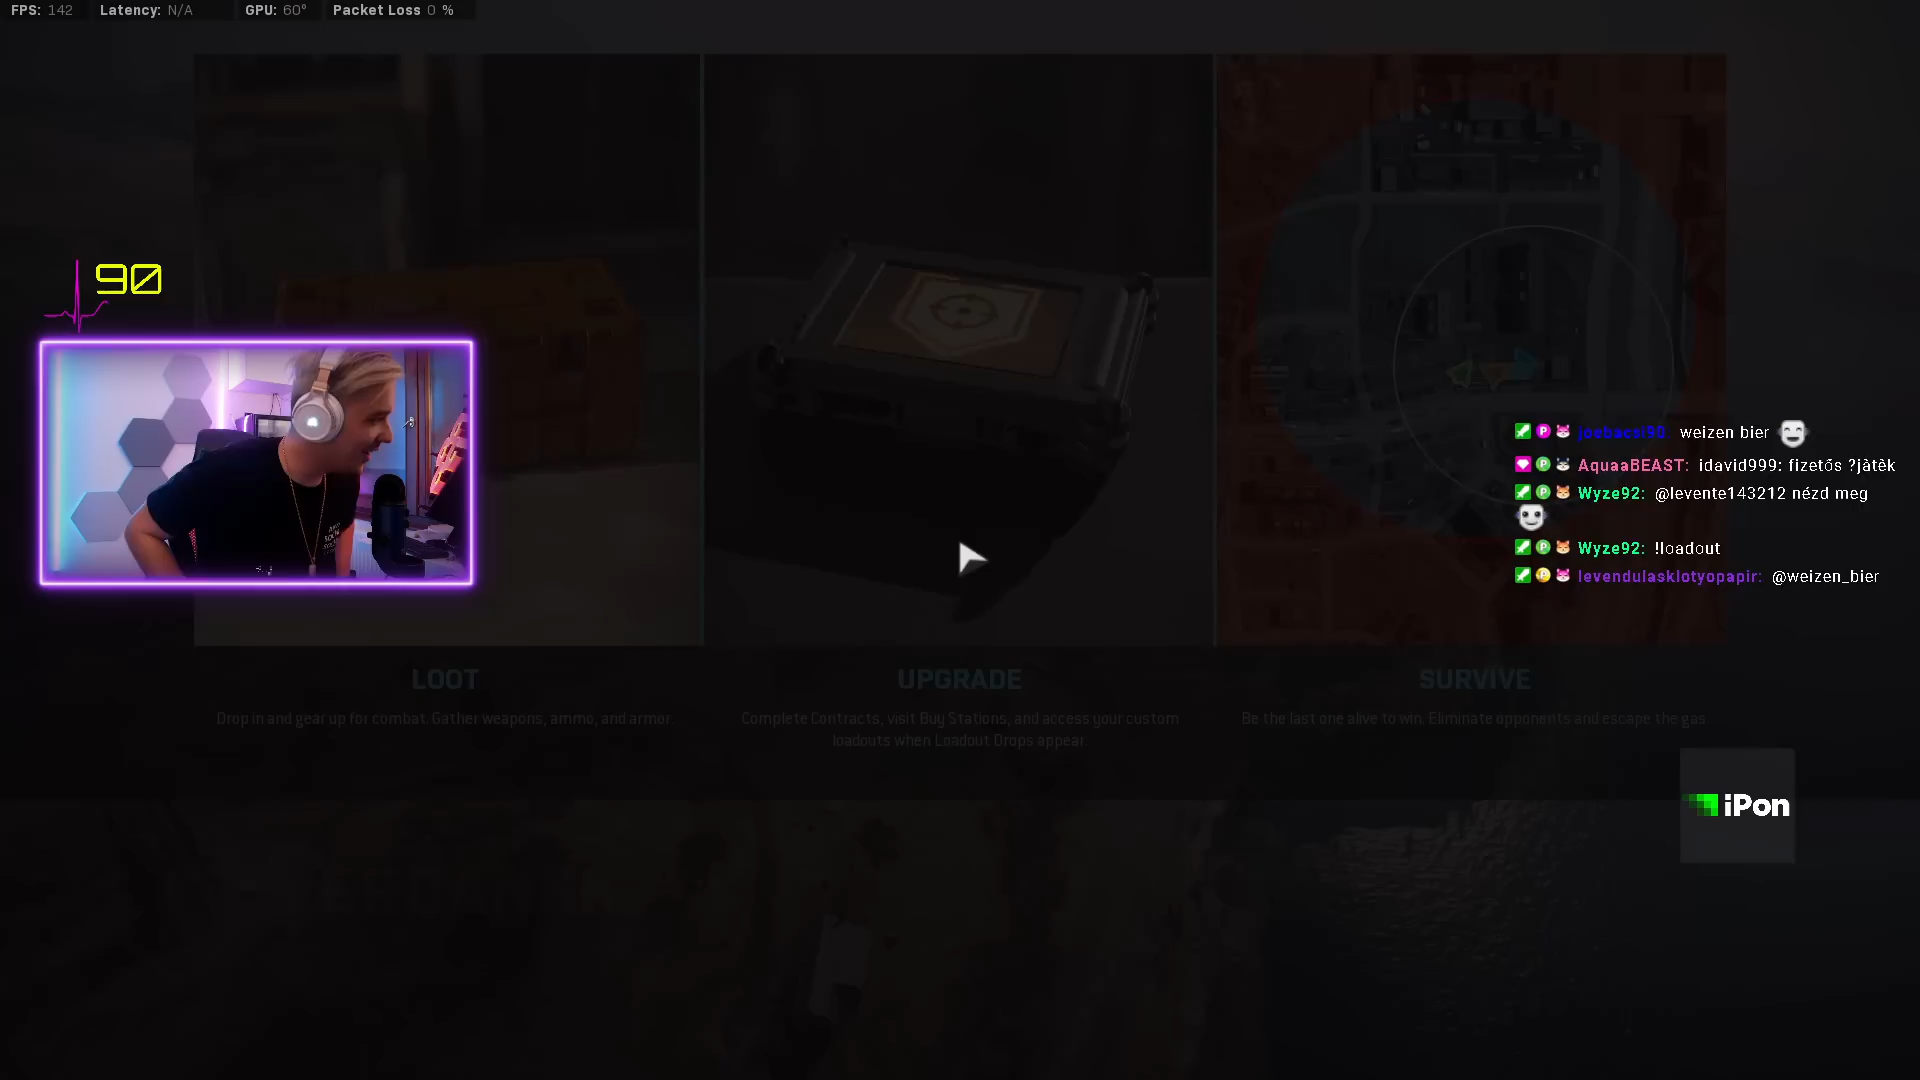 FPS: 142 Latency: N/A GPU: 60° Packet Loss 0 %
90
joebacsi90: weizen bier
AquaaBEAST: idavid999: fizetős ?jàtèk
Wyze92: @levente143212 nézd meg
Wyze92: !loadout
levendulasklotyopapir: @weizen_bier
LOOT
Drop in and gear up for combat. Gather weapons, ammo, and armor.
UPGRADE
Complete Contracts, visit Buy Stations, and access your custom
loadouts when Loadout Drops appear.
SURVIVE
Be the last one alive to win. Eliminate opponents and escape the gas.
iPon